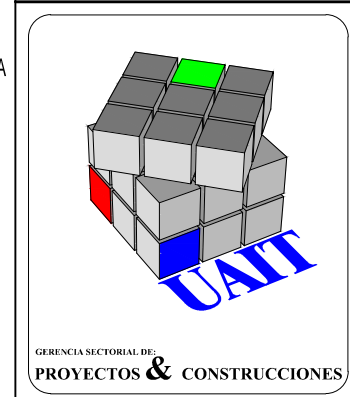 A
UAIT
GERENCIA SECTORIAL DE:
PROYECTOS & CONSTRUCCIONES